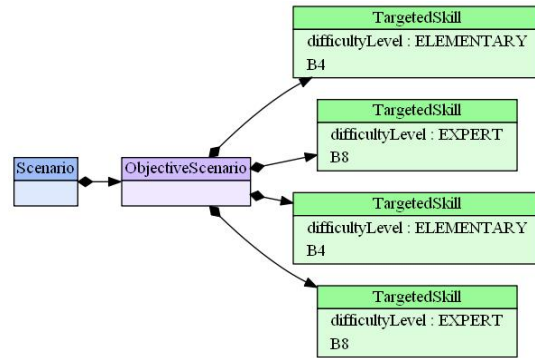 TargetedSkill
difficultyLevel : ELEMENTARY
B4
TargetedSkill
difficultyLevel : EXPERT
B8
Scenario
ObjectiveScenario
TargetedSkill
difficultyLevel : ELEMENTARY
B4
TargetedSkill
difficultyLevel : EXPERT
B8